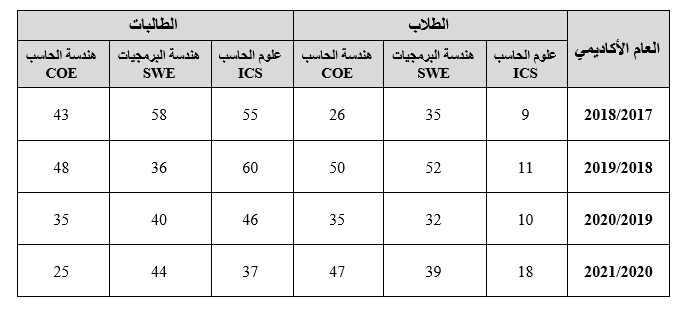 العام الأكاديمي الطلاب الطالبات
علوم الحاسب ICS هندسة البرمجيات SWE هندسة الحاسب COE علوم الحاسب ICS هندسة البرمجيات SWE هندسة الحاسب COE
2018/2017 9 35 26 55 58 43
2019/2018 11 52 50 60 36 48
2020/2019 10 32 35 46 40 35
2021/2020 18 39 47 37 44 25